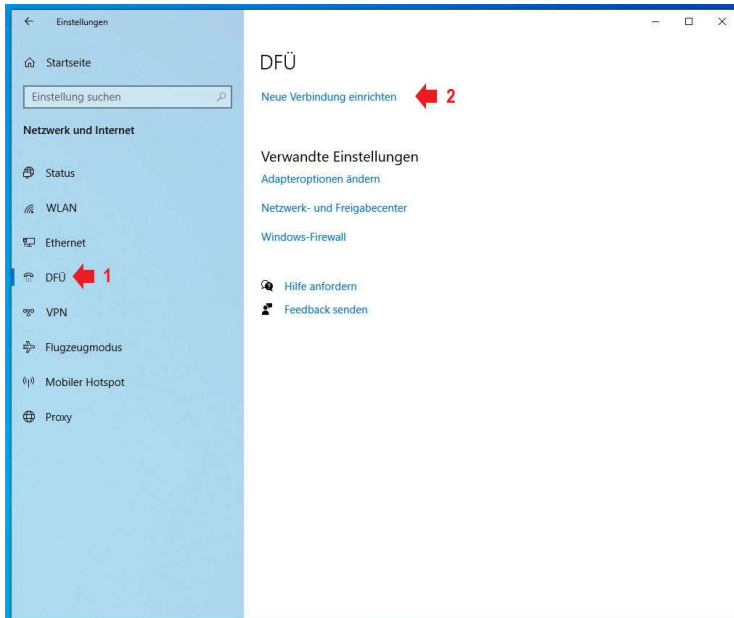 Einstellungen
Startseite
Einstellung suchen
Netzwerk und Internet
Status
WLAN
Ethernet
DFÜ 1
VPN
Flugzeugmodus
Mobiler Hotspot
Proxy
DFÜ
Neue Verbindung einrichten 2
Verwandte Einstellungen
Adapteroptionen ändern
Netzwerk- und Freigabecenter
Windows-Firewall
Hilfe anfordern
Feedback senden